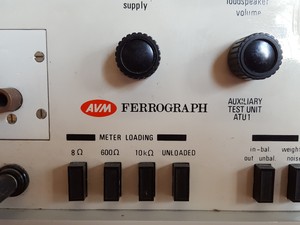 supply
loudspeaker
volume
AVM FERROGRAPH
AUXILIARY
TEST UNIT
ATU1
METER LOADING
8Ω 600Ω 10kΩ UNLOADED
in-bal. weight
out unbal. noise